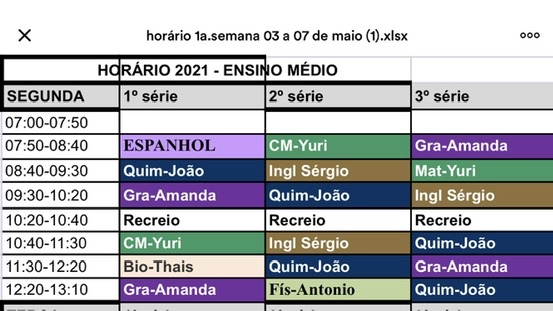 horário 1a.semana 03 a 07 de maio (1).xlsx
HORÁRIO 2021 - ENSINO MÉDIO
SEGUNDA 1º série 2º série 3º série
07:00-07:50
07:50-08:40 ESPANHOL CM-Yuri Gra-Amanda
08:40-09:30 Quim-João Ingl Sérgio Mat-Yuri
09:30-10:20 Gra-Amanda Quim-João Ingl Sérgio
10:20-10:40 Recreio Recreio Recreio
10:40-11:30 CM-Yuri Ingl Sérgio Quim-João
11:30-12:20 Bio-Thais Quim-João Gra-Amanda
12:20-13:10 Gra-Amanda Fís-Antonio Quim-João